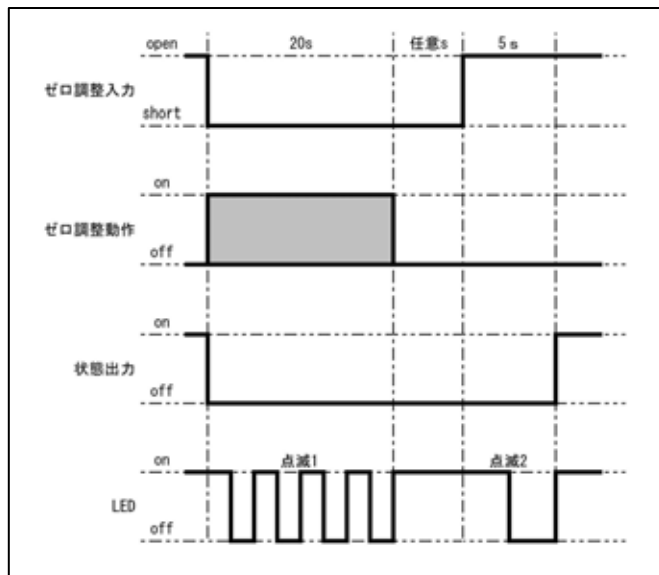 open 20s 任意s 5s
ゼロ調整入力
short
on
ゼロ調整動作
off
on
状態出力
off
on 点滅1 点滅2
LED
off